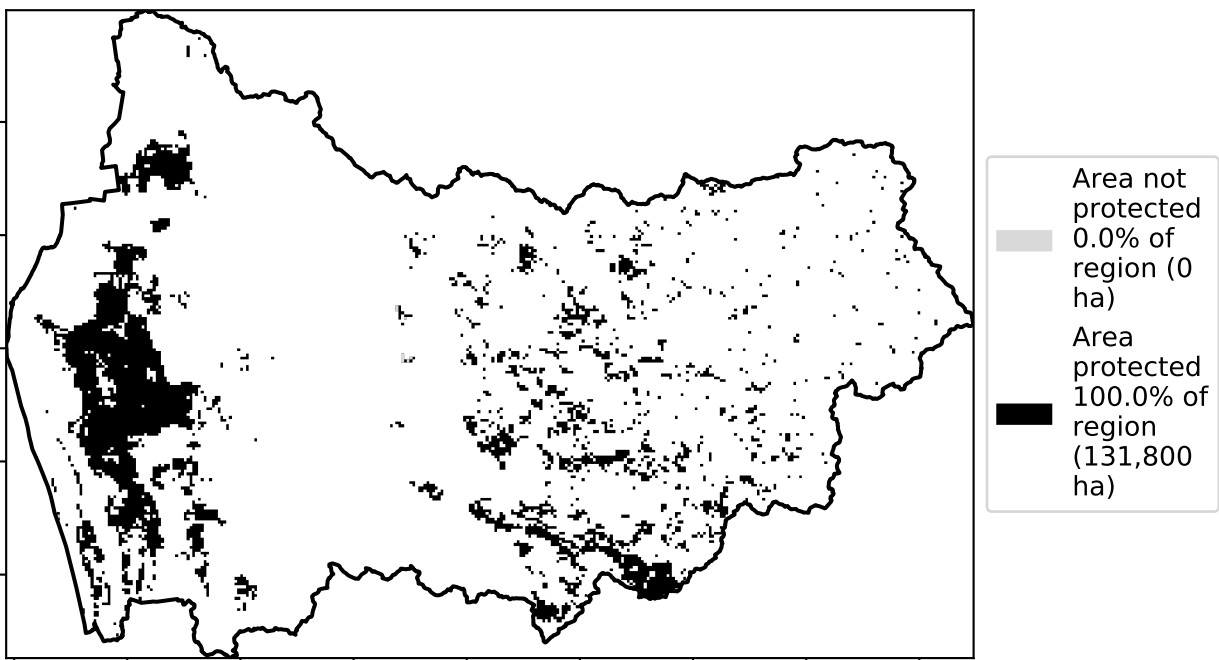 Area not
protected
0.0% of
region (0
ha)
Area
protected
100.0% of
region
(131,800
ha)